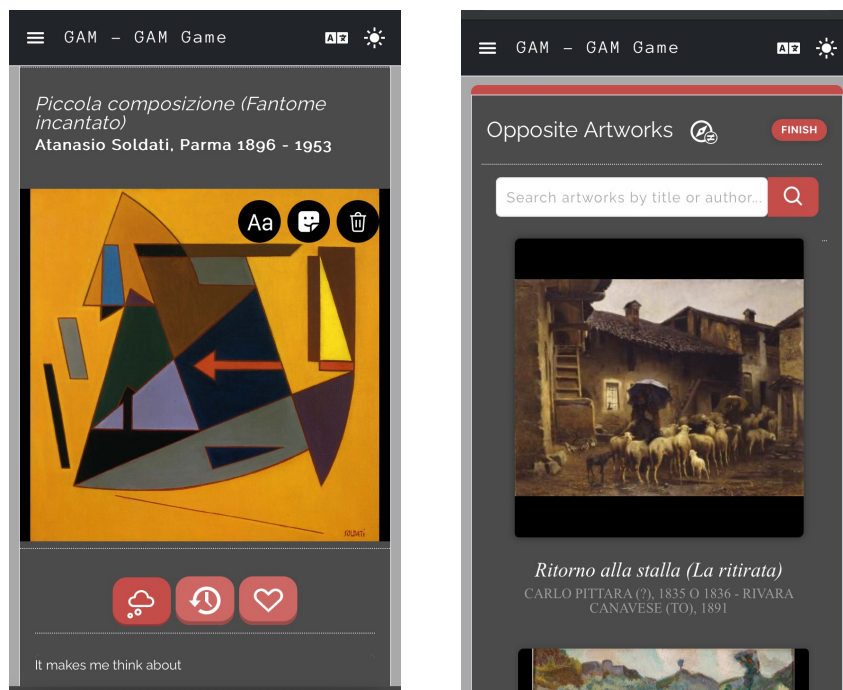 GAM – GAM Game
Piccola composizione (Fantome
incantato)
Atanasio Soldati, Parma 1896 - 1953
Aa
SOLDATI
It makes me think about
GAM – GAM Game
Opposite Artworks
FINISH
Search artworks by title or author...
...
Ritorno alla stalla (La ritirata)
CARLO PITTARA (?), 1835 O 1836 - RIVARA
CANAVESE (TO), 1891